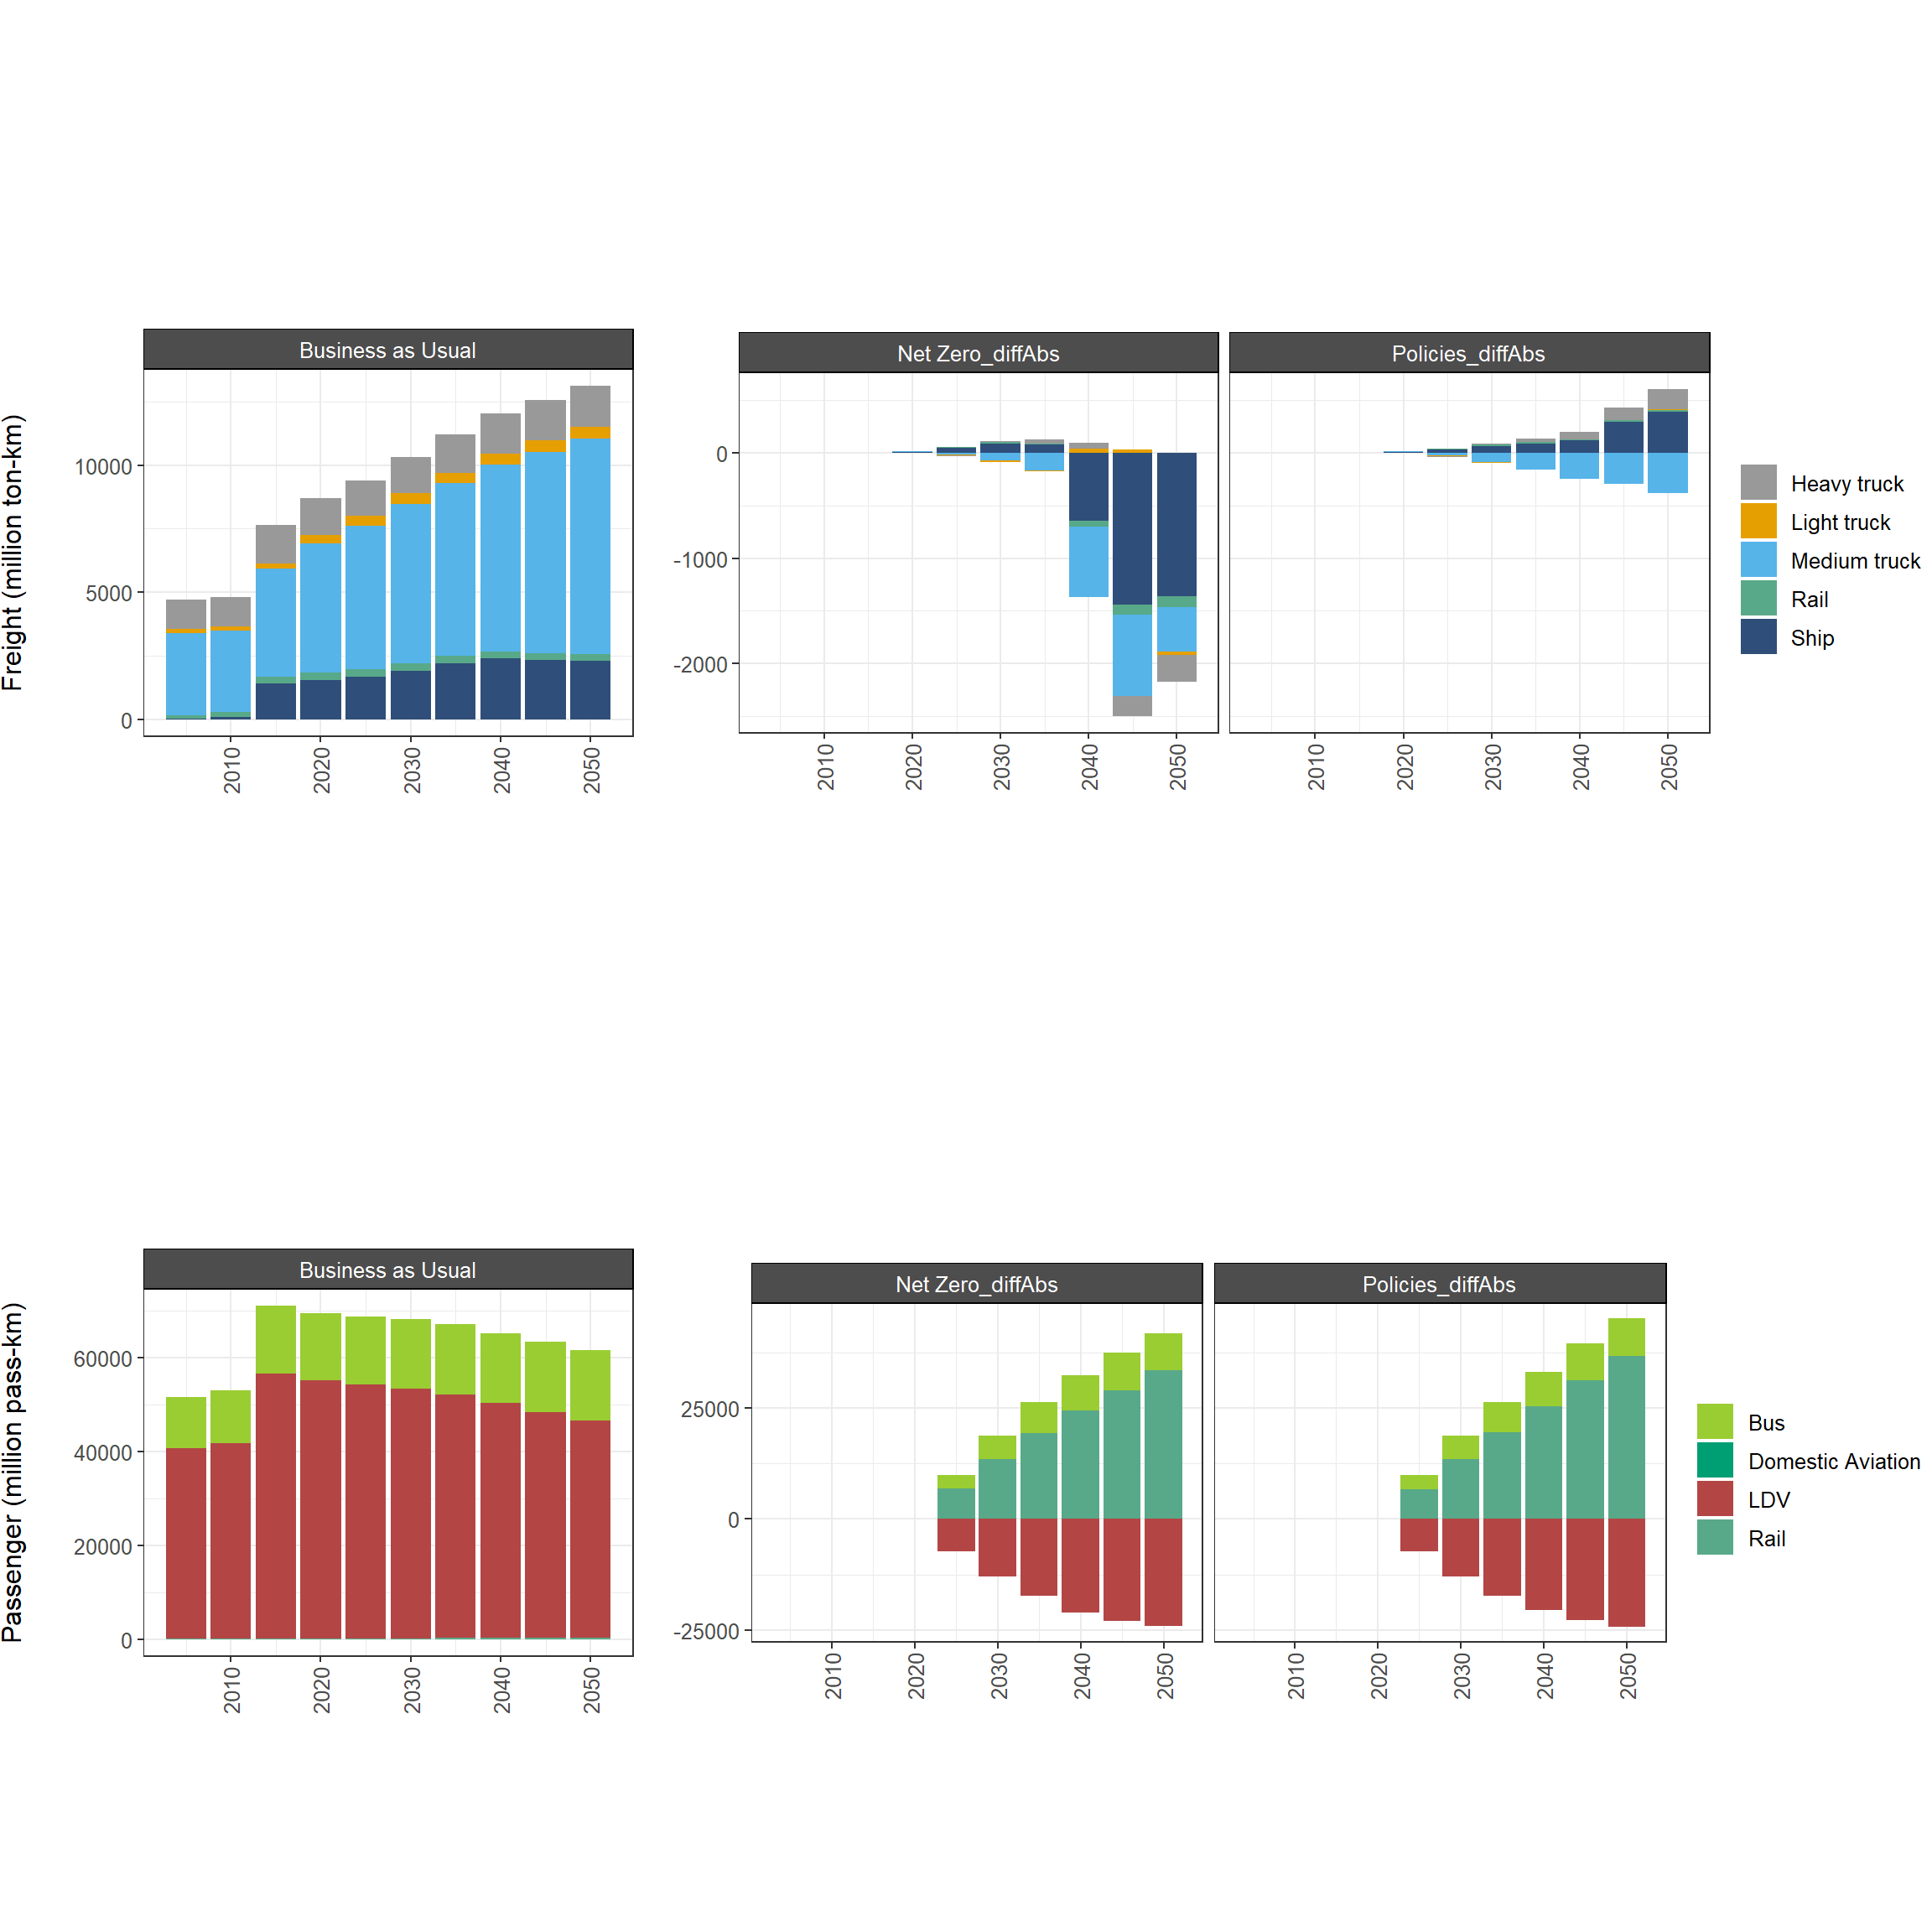 Freight (million ton-km)
Business as Usual
10000
5000
0
2010
2020
2030
2040
2050
Net Zero_diffAbs
Policies_diffAbs
0
-1000
-2000
2010
2020
2030
2040
2050
2010
2020
2030
2040
2050
Heavy truck
Light truck
Medium truck
Rail
Ship
Passenger (million pass-km)
Business as Usual
60000
40000
20000
0
2010
2020
2030
2040
2050
Net Zero_diffAbs
Policies_diffAbs
25000
0
-25000
2010
2020
2030
2040
2050
2010
2020
2030
2040
2050
Bus
Domestic Aviation
LDV
Rail